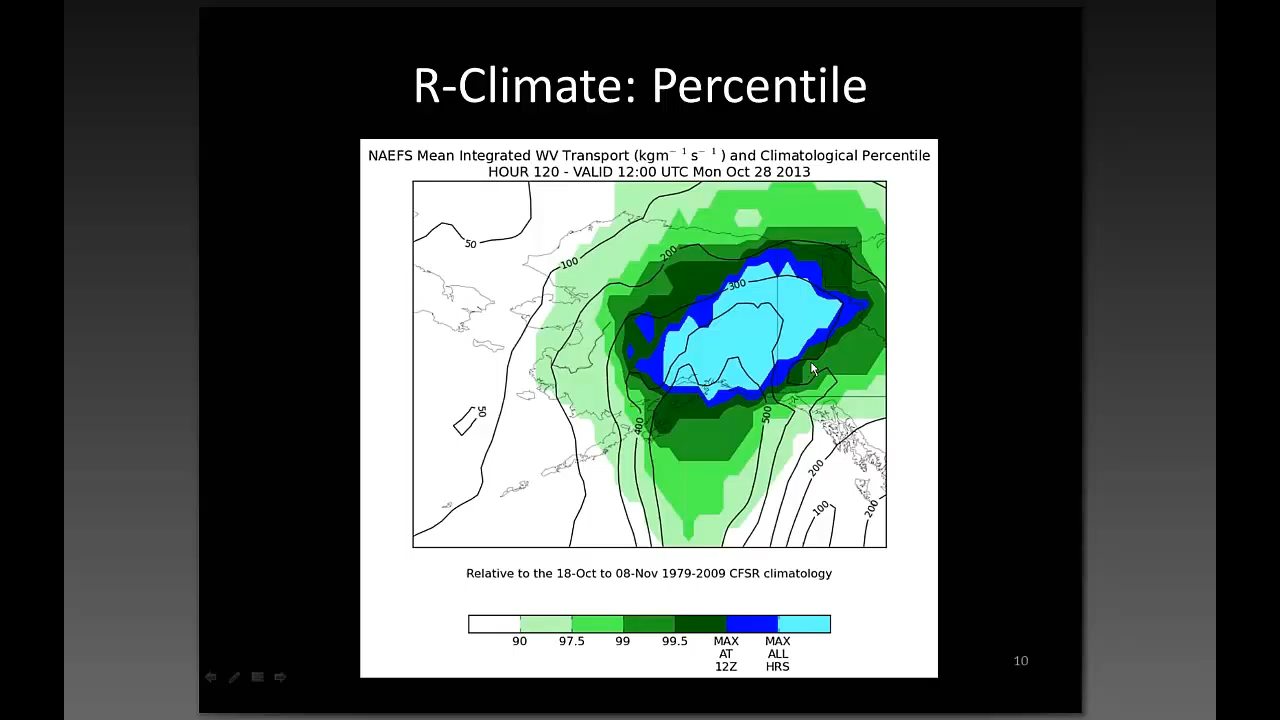 R-Climate: Percentile
NAEFS Mean Integrated WV Transport (kgm⁻¹s⁻¹) and Climatological Percentile
HOUR 120 - VALID 12:00 UTC Mon Oct 28 2013
50
100
200
300
50
400
500
200
100
200
Relative to the 18-Oct to 08-Nov 1979-2009 CFSR climatology
90 97.5 99 99.5 MAX MAX
AT ALL
12Z HRS
10